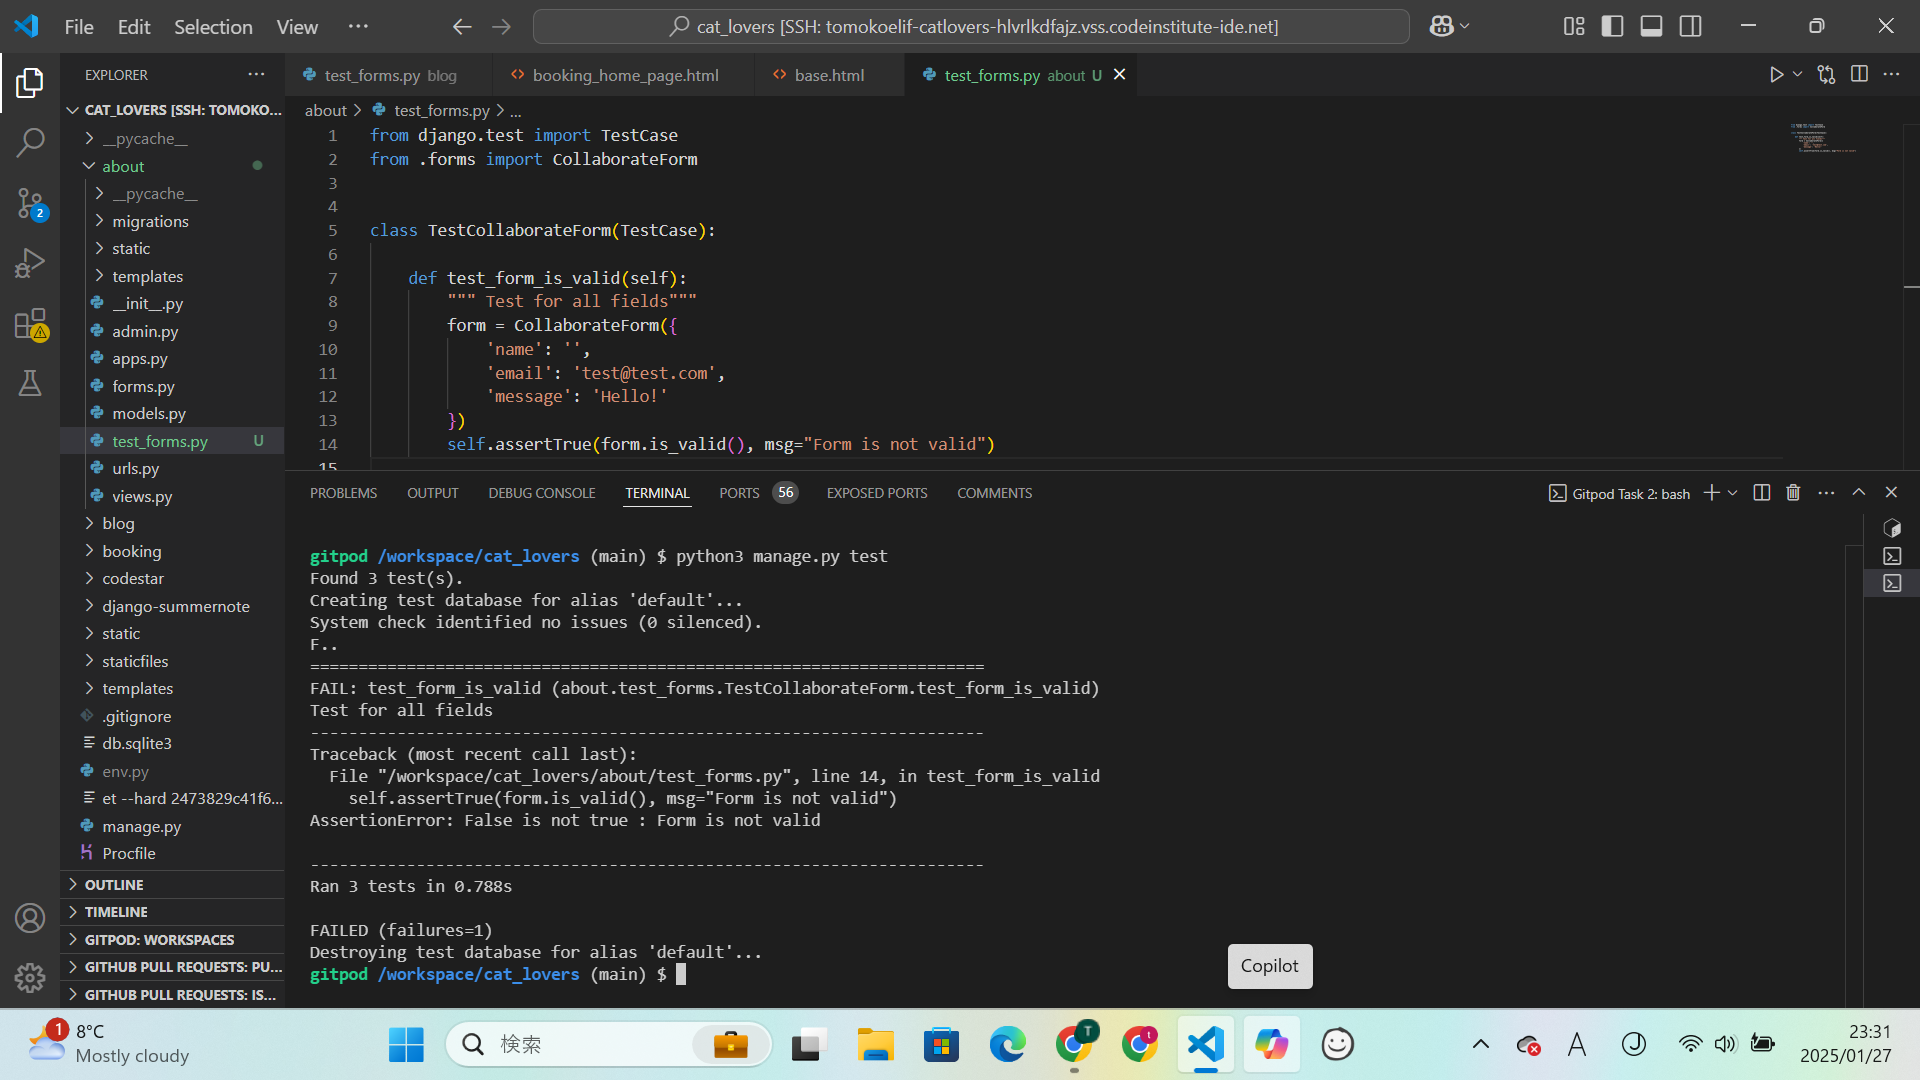 File Edit Selection View ··· cat_lovers [SSH: tomokoelif-catlovers-hlvrlkdfajz.vss.codeinstitute-ide.net]
EXPLORER ···
test_forms.py blog booking_home_page.html base.html test_forms.py about U
CAT_LOVERS [SSH: TOMOKO...
__pycache__
about
__pycache__
migrations
static
templates
__init__.py
admin.py
apps.py
forms.py
models.py
test_forms.py U
urls.py
views.py
blog
booking
codestar
django-summernote
static
staticfiles
templates
.gitignore
db.sqlite3
env.py
et --hard 2473829c41f6...
manage.py
Procfile
OUTLINE
TIMELINE
GITPOD: WORKSPACES
GITHUB PULL REQUESTS: PU...
GITHUB PULL REQUESTS: IS...
2
about > test_forms.py > ...
1 from django.test import TestCase
2 from .forms import CollaborateForm
3
4
5 class TestCollaborateForm(TestCase):
6
7 def test_form_is_valid(self):
8 """ Test for all fields"""
9 form = CollaborateForm({
10 'name': '',
11 'email': 'test@test.com',
12 'message': 'Hello!'
13 })
14 self.assertTrue(form.is_valid(), msg="Form is not valid")
15
PROBLEMS OUTPUT DEBUG CONSOLE TERMINAL PORTS 56 EXPOSED PORTS COMMENTS
Gitpod Task 2: bash
gitpod /workspace/cat_lovers (main) $ python3 manage.py test
Found 3 test(s).
Creating test database for alias 'default'...
System check identified no issues (0 silenced).
F..
======================================================================
FAIL: test_form_is_valid (about.test_forms.TestCollaborateForm.test_form_is_valid)
Test for all fields
----------------------------------------------------------------------
Traceback (most recent call last):
File "/workspace/cat_lovers/about/test_forms.py", line 14, in test_form_is_valid
self.assertTrue(form.is_valid(), msg="Form is not valid")
AssertionError: False is not true : Form is not valid
----------------------------------------------------------------------
Ran 3 tests in 0.788s
FAILED (failures=1)
Destroying test database for alias 'default'...
gitpod /workspace/cat_lovers (main) $
Copilot
1
8°C
Mostly cloudy
検索
T
t
A
J
23:31
2025/01/27